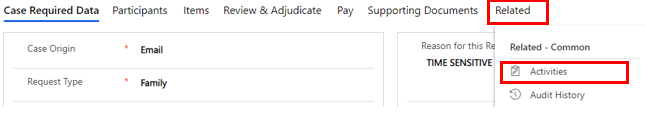 Case Required Data Participants Items Review & Adjudicate Pay Supporting Documents Related
Case Origin * Email
Request Type * Family
Reason for this Re
TIME SENSITIVE
Related - Common
Activities
Audit History